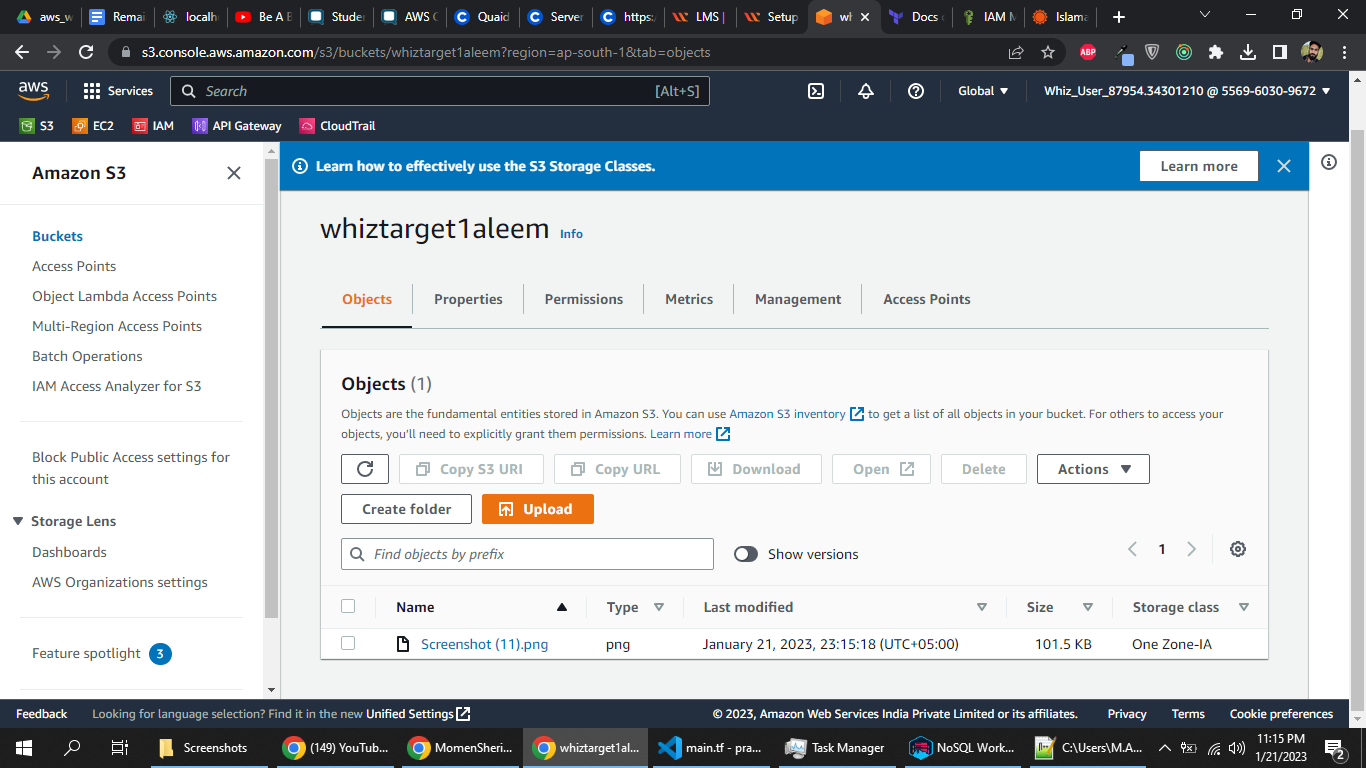 aws_w
Remai
localh
Be A B
Stude
AWS C
Quaid
Server
https:/
LMS |
Setup
wh
Docs
IAM M
Islama
s3.console.aws.amazon.com/s3/buckets/whiztarget1aleem?region=ap-south-1&tab=objects
ABP
aws
Services
Search
[Alt+S]
Global
Whiz_User_87954.34301210 @ 5569-6030-9672
S3
EC2
IAM
API Gateway
CloudTrail
Amazon S3
Buckets
Access Points
Object Lambda Access Points
Multi-Region Access Points
Batch Operations
IAM Access Analyzer for S3
Block Public Access settings for
this account
Storage Lens
Dashboards
AWS Organizations settings
Feature spotlight 3
Learn how to effectively use the S3 Storage Classes.
Learn more
whiztarget1aleem Info
Objects
Properties
Permissions
Metrics
Management
Access Points
Objects (1)
Objects are the fundamental entities stored in Amazon S3. You can use Amazon S3 inventory to get a list of all objects in your bucket. For others to access your
objects, you'll need to explicitly grant them permissions. Learn more
Copy S3 URI
Copy URL
Download
Open
Delete
Actions
Create folder
Upload
Find objects by prefix
Show versions
1
Name
Type
Last modified
Size
Storage class
Screenshot (11).png
png
January 21, 2023, 23:15:18 (UTC+05:00)
101.5 KB
One Zone-IA
Feedback
Looking for language selection? Find it in the new Unified Settings
© 2023, Amazon Web Services India Private Limited or its affiliates.
Privacy
Terms
Cookie preferences
Screenshots
(149) YouTub...
MomenSheri...
whiztarget1al...
main.tf - pra...
Task Manager
NoSQL Work...
C:\Users\M.A...
11:15 PM
1/21/2023
2